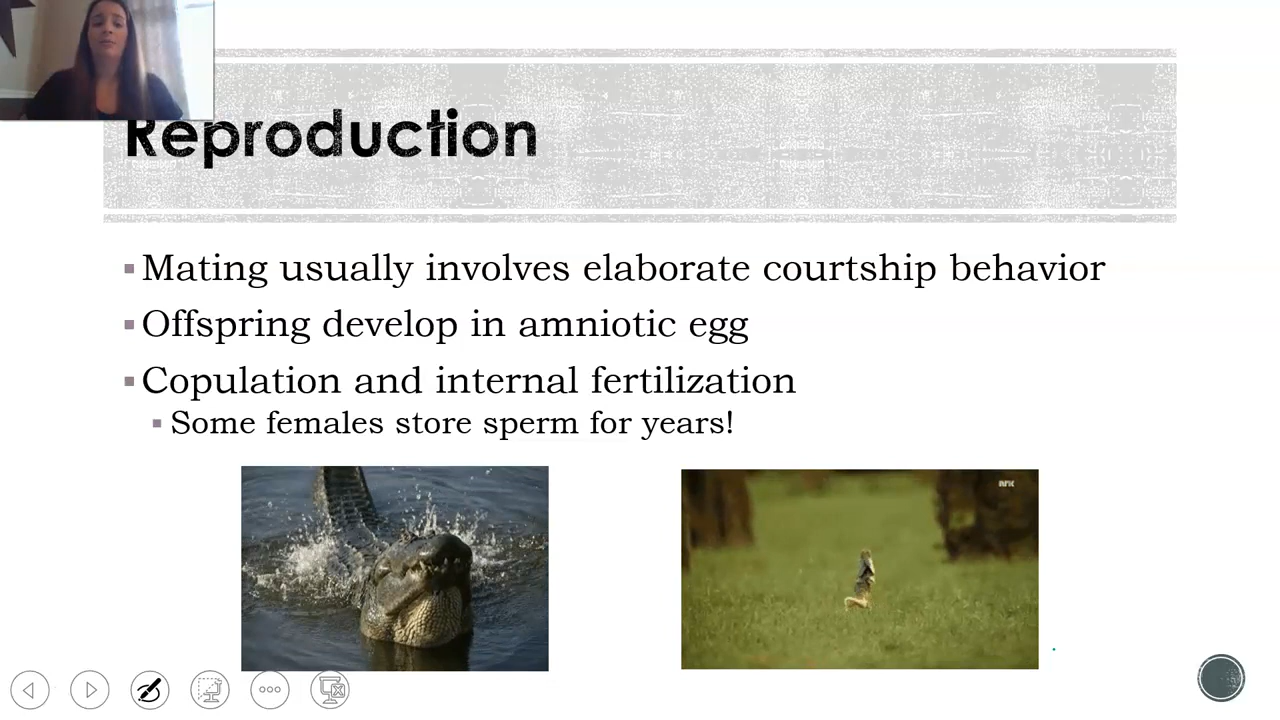 Reproduction
Mating usually involves elaborate courtship behavior
Offspring develop in amniotic egg
Copulation and internal fertilization
Some females store sperm for years!
NRK